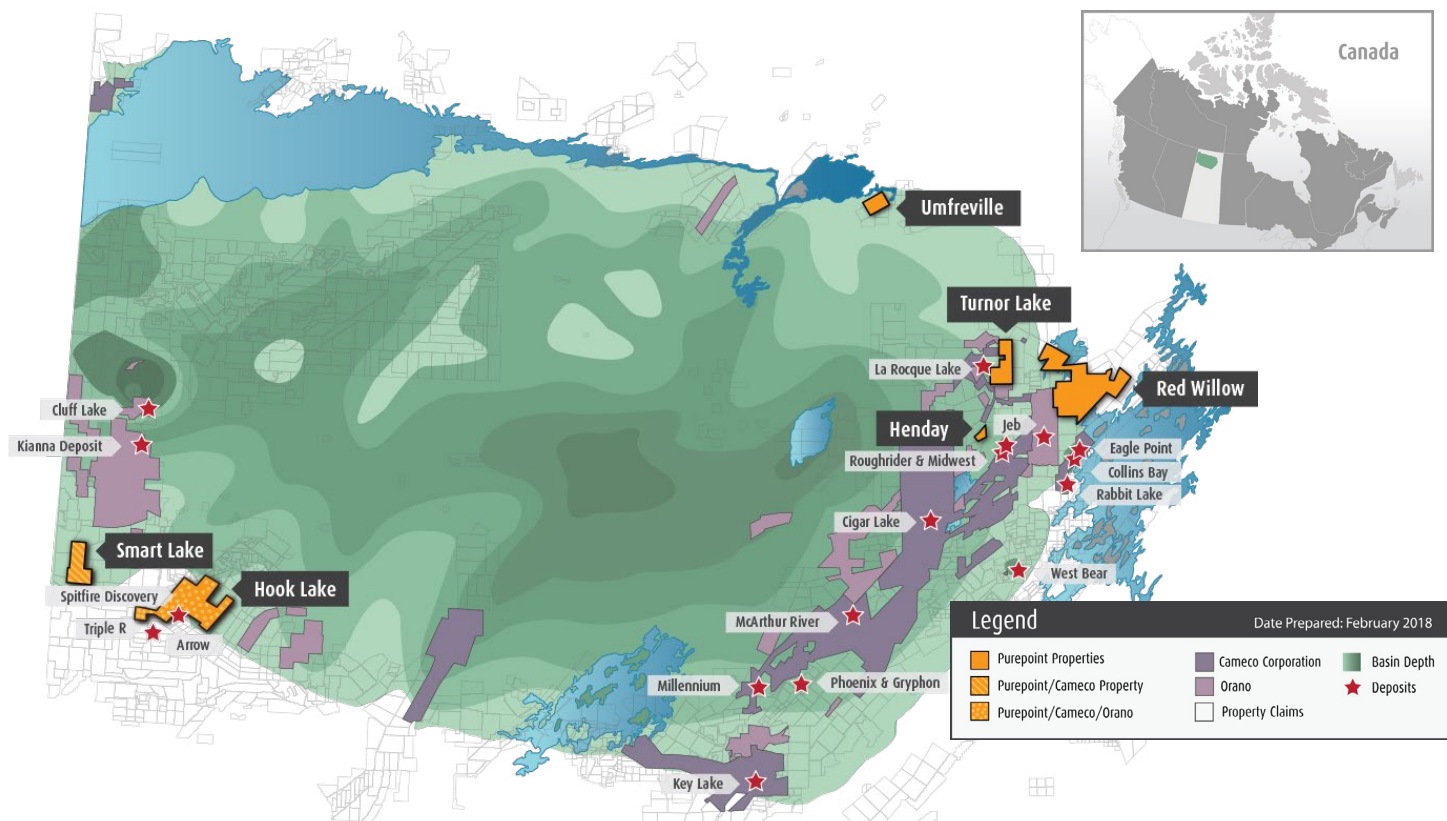 Canada
Umfreville
Turnor Lake
La Rocque Lake
Red Willow
Cluff Lake
Henday
Jeb
Kianna Deposit
Eagle Point
Roughrider & Midwest
Collins Bay
Rabbit Lake
Cigar Lake
Smart Lake
West Bear
Hook Lake
Spitfire Discovery
McArthur River
Triple R
Arrow
Millennium
Phoenix & Gryphon
Key Lake
Legend
Date Prepared: February 2018
Purepoint Properties
Cameco Corporation
Basin Depth
Purepoint/Cameco Property
Orano
Deposits
Purepoint/Cameco/Orano
Property Claims